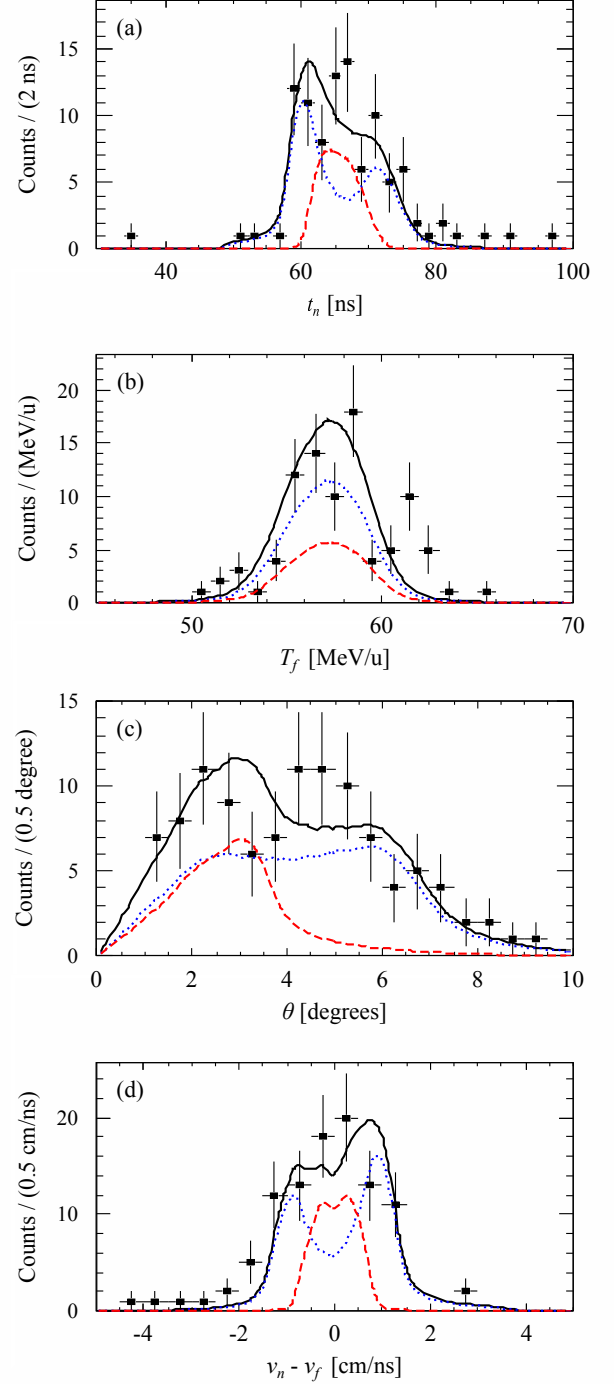 (a)
Counts / (2 ns)
15
10
5
0
40 60 80 100
t_n [ns]
(b)
Counts / (MeV/u)
20
15
10
5
0
50 60 70
T_f [MeV/u]
(c)
Counts / (0.5 degree)
15
10
5
0
0 2 4 6 8 10
θ [degrees]
(d)
Counts / (0.5 cm/ns)
20
10
0
-4 -2 0 2 4
v_n - v_f [cm/ns]